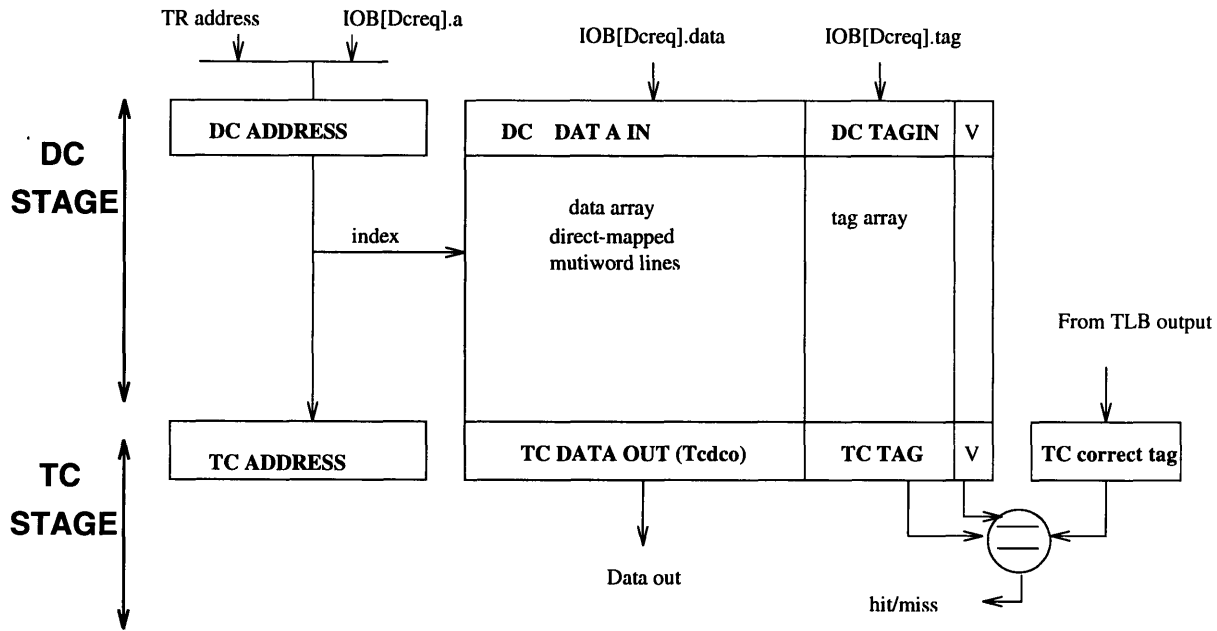 TR address
IOB[Dcreq].a
IOB[Dcreq].data
IOB[Dcreq].tag
DC STAGE
DC ADDRESS
DC DAT A IN
DC TAGIN
V
index
data array
direct-mapped
mutiword lines
tag array
From TLB output
TC STAGE
TC ADDRESS
TC DATA OUT (Tcdco)
TC TAG
V
TC correct tag
Data out
hit/miss